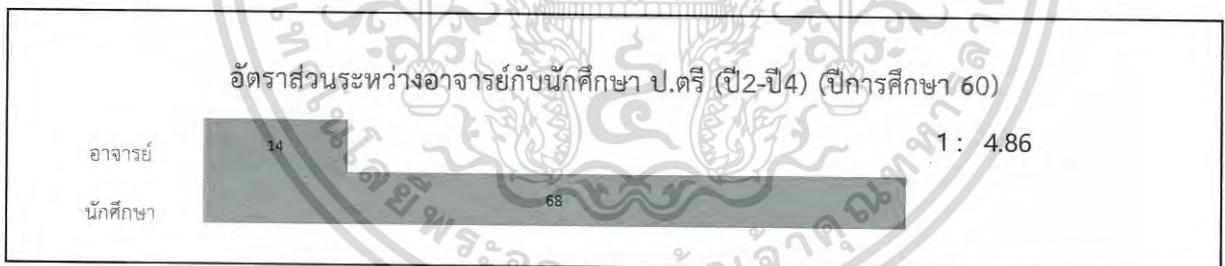 อัตราส่วนระหว่างอาจารย์กับนักศึกษา ป.ตรี (ปี2-ปี4) (ปีการศึกษา 60)
อาจารย์ 14 1 : 4.86
นักศึกษา 68